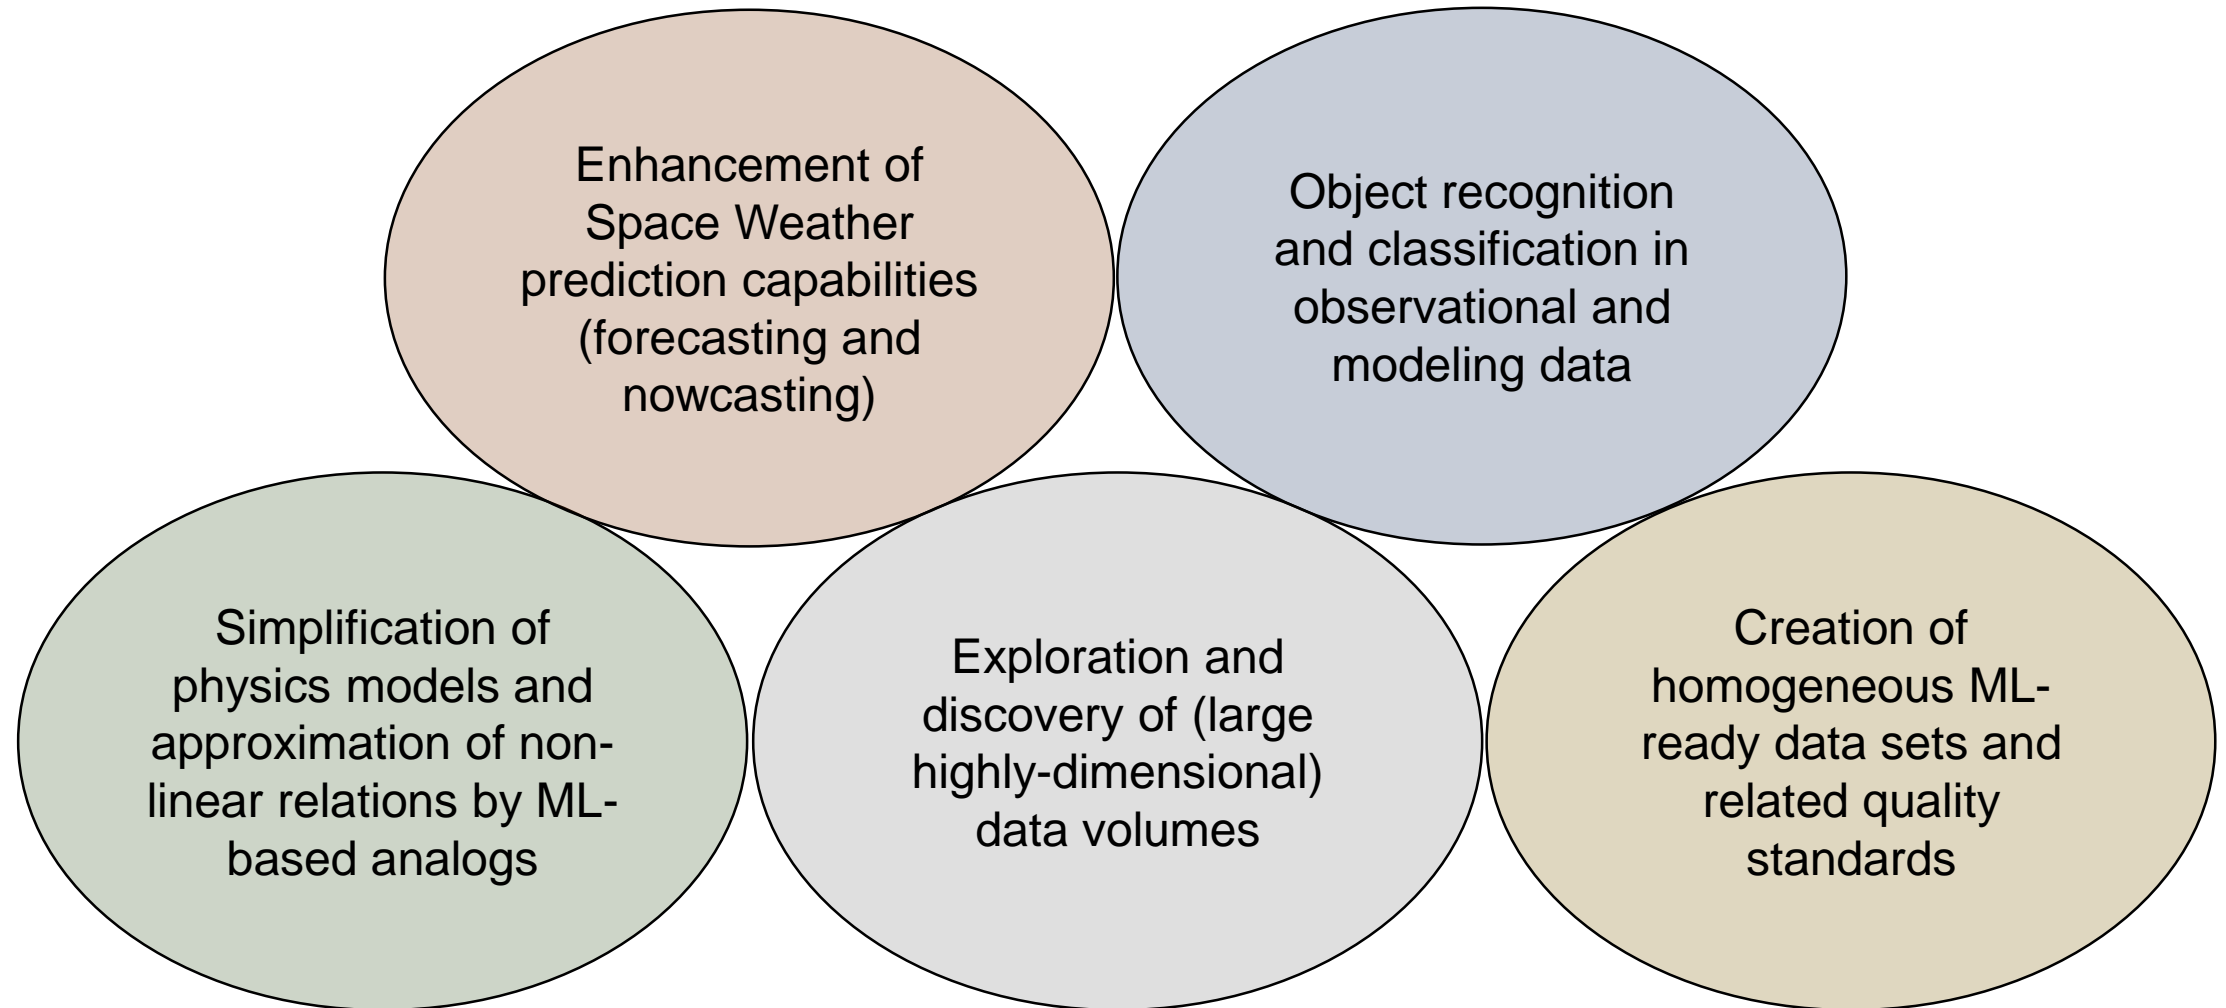 Enhancement of
Space Weather
prediction capabilities
(forecasting and
nowcasting)
Object recognition
and classification in
observational and
modeling data
Simplification of
physics models and
approximation of non-
linear relations by ML-
based analogs
Exploration and
discovery of (large
highly-dimensional)
data volumes
Creation of
homogeneous ML-
ready data sets and
related quality
standards